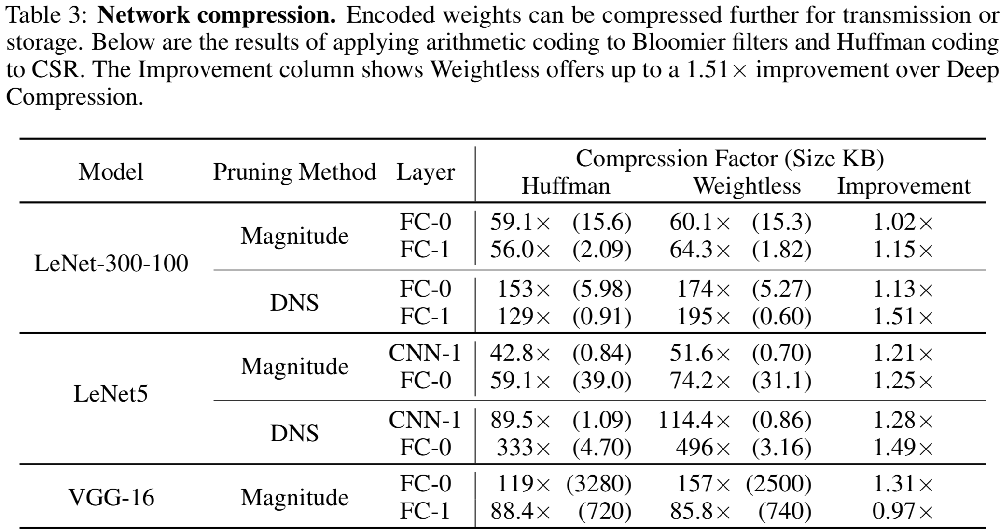 Table 3: Network compression. Encoded weights can be compressed further for transmission or
storage. Below are the results of applying arithmetic coding to Bloomier filters and Huffman coding
to CSR. The Improvement column shows Weightless offers up to a 1.51× improvement over Deep
Compression.
Model Pruning Method Layer Compression Factor (Size KB)
Huffman Weightless Improvement
LeNet-300-100 Magnitude FC-0 59.1× (15.6) 60.1× (15.3) 1.02×
FC-1 56.0× (2.09) 64.3× (1.82) 1.15×
DNS FC-0 153× (5.98) 174× (5.27) 1.13×
FC-1 129× (0.91) 195× (0.60) 1.51×
LeNet5 Magnitude CNN-1 42.8× (0.84) 51.6× (0.70) 1.21×
FC-0 59.1× (39.0) 74.2× (31.1) 1.25×
DNS CNN-1 89.5× (1.09) 114.4× (0.86) 1.28×
FC-0 333× (4.70) 496× (3.16) 1.49×
VGG-16 Magnitude FC-0 119× (3280) 157× (2500) 1.31×
FC-1 88.4× (720) 85.8× (740) 0.97×